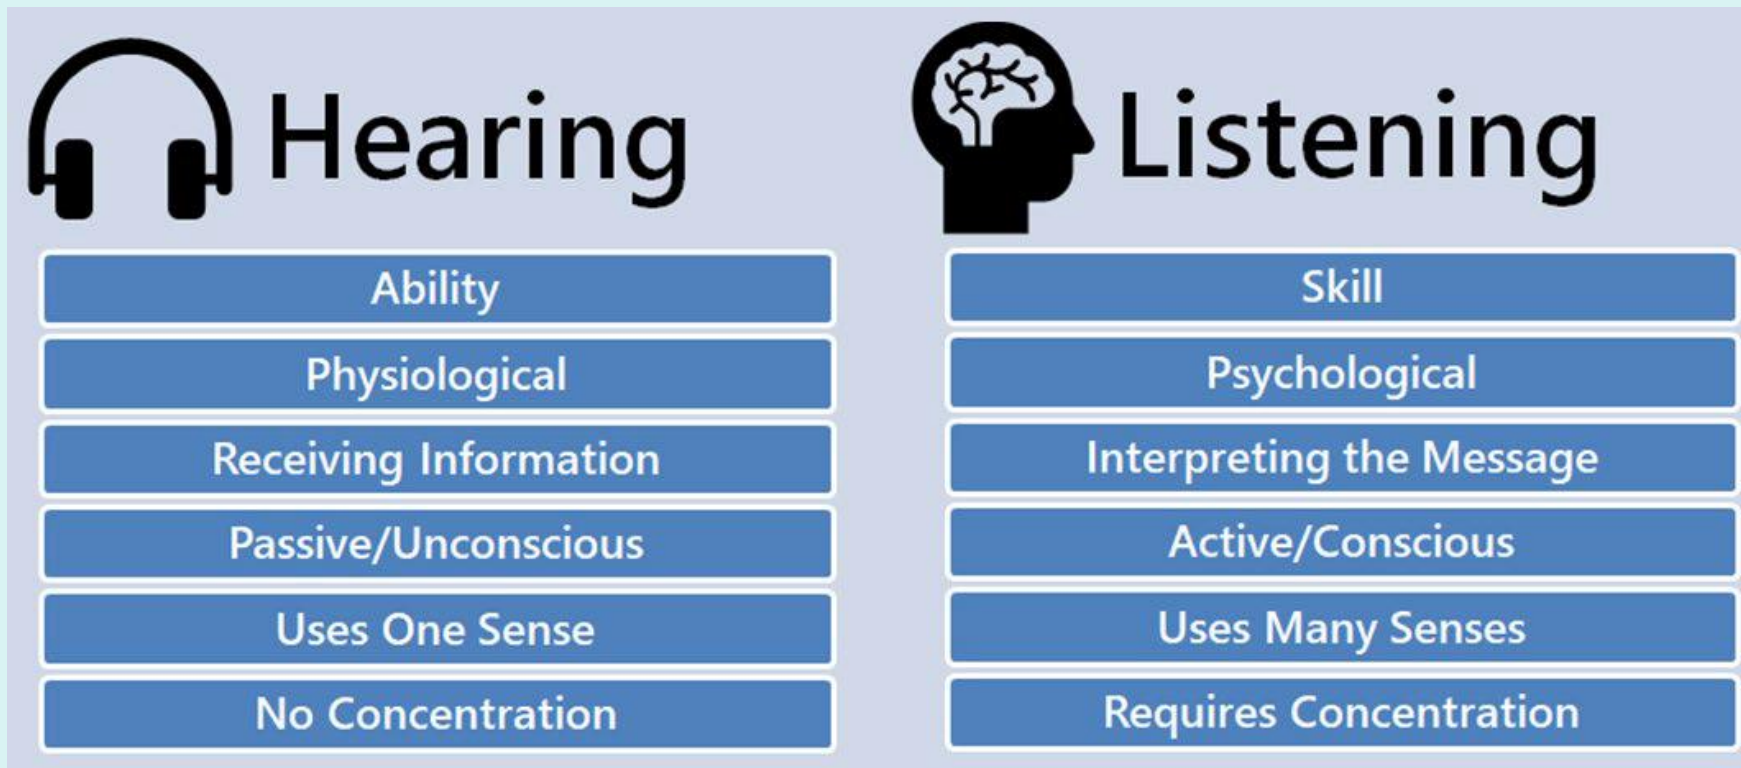 Hearing
Ability
Physiological
Receiving Information
Passive/Unconscious
Uses One Sense
No Concentration
Listening
Skill
Psychological
Interpreting the Message
Active/Conscious
Uses Many Senses
Requires Concentration